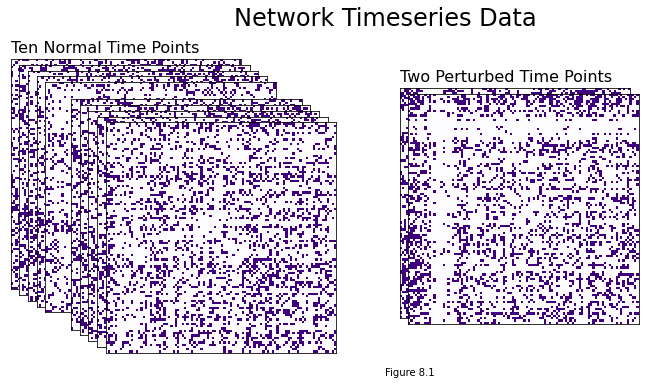 Network Timeseries Data
Ten Normal Time Points
Two Perturbed Time Points
Figure 8.1